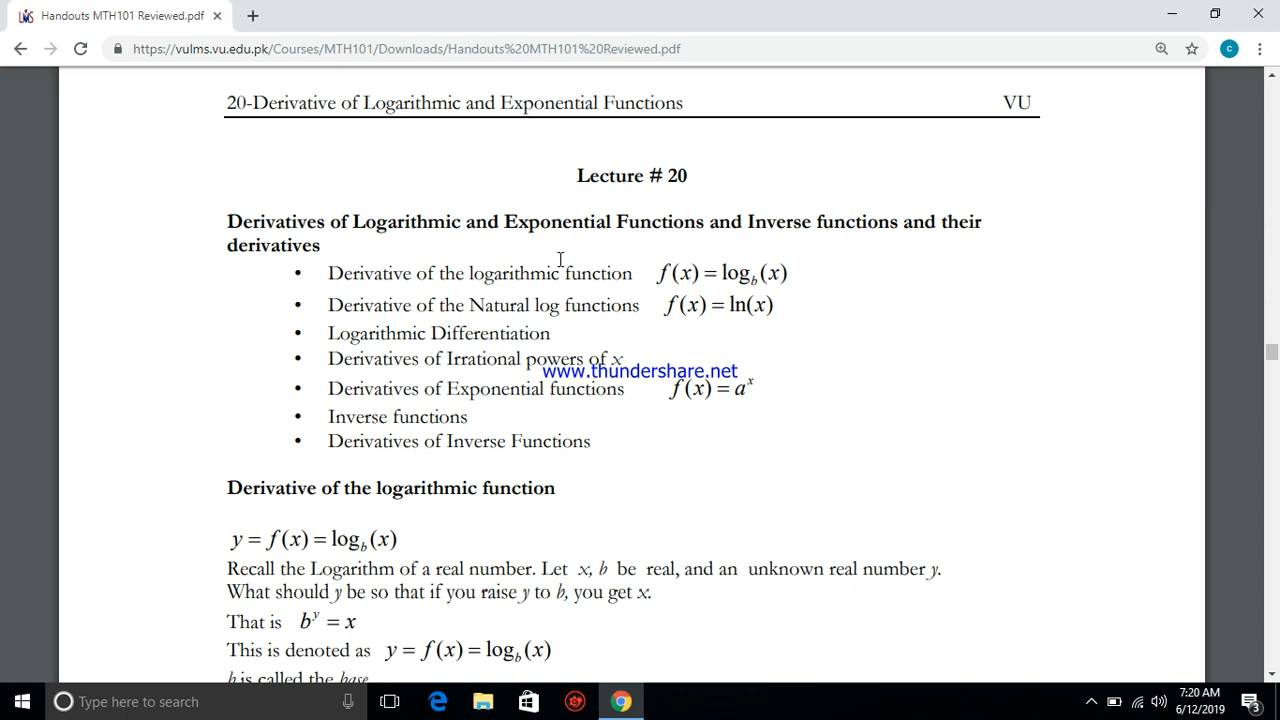 Handouts MTH101 Reviewed.pdf
https://vulms.vu.edu.pk/Courses/MTH101/Downloads/Handouts%20MTH101%20Reviewed.pdf
C
20-Derivative of Logarithmic and Exponential Functions VU
Lecture # 20
Derivatives of Logarithmic and Exponential Functions and Inverse functions and their
derivatives
• Derivative of the logarithmic function f(x) = log_b(x)
• Derivative of the Natural log functions f(x) = ln(x)
• Logarithmic Differentiation
• Derivatives of Irrational powers of x
www.thundershare.net
• Derivatives of Exponential functions f(x) = a^x
• Inverse functions
• Derivatives of Inverse Functions
Derivative of the logarithmic function
y = f(x) = log_b(x)
Recall the Logarithm of a real number. Let x, b be real, and an unknown real number y.
What should y be so that if you raise y to b, you get x.
That is b^y = x
This is denoted as y = f(x) = log_b(x)
b is called the base
Type here to search
7:20 AM
6/12/2019
3